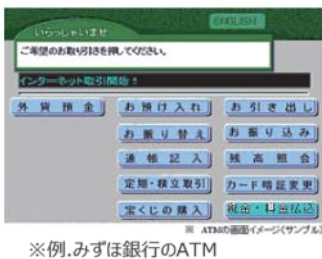 いらっしゃいませ
ENGLISH
ご希望のお取り引きを押してください。
インターネット取引開始!
外貨預金 お預け入れ お引き出し
お振り替え お振り込み
通帳記入 残高照会
定期・積立取引 カード暗証変更
宝くじの購入 税金・料金払込
※ ATMの画面イメージ(サンプル)
※例.みずほ銀行のATM